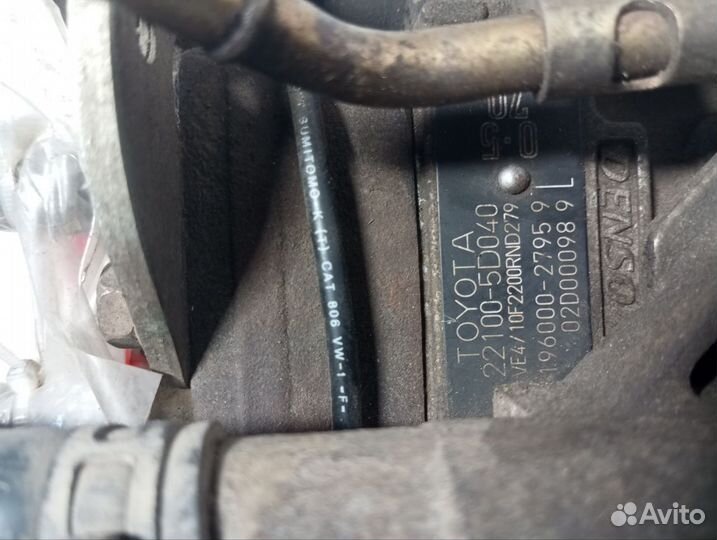 SUMITOMO-K (T) CAT 806 VW-1 -F-
TOYOTA
22100-5D040
VE4/10F2200RND279
196000-2795 9
02D00098 9 L
DENSO
Avito